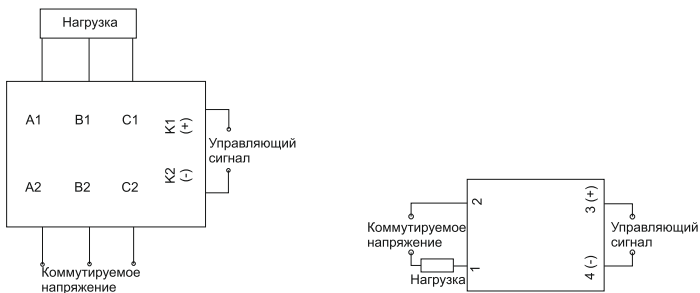 Нагрузка
A1 B1 C1 K1 (+)
Управляющий
сигнал
A2 B2 C2 K2 (-)
Коммутируемое
напряжение
2 3 (+)
Коммутируемое
напряжение
Управляющий
сигнал
1 4 (-)
Нагрузка